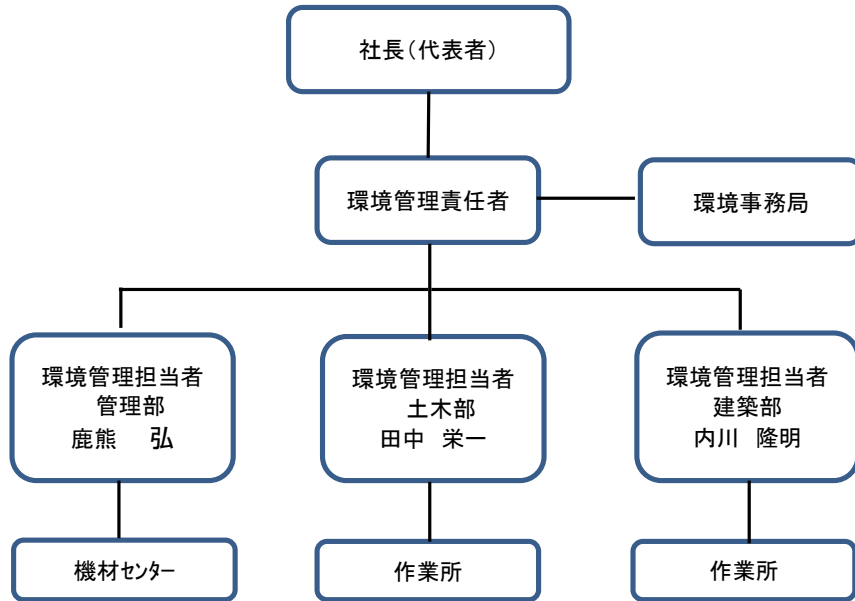 社長(代表者)
環境管理責任者
環境事務局
環境管理担当者
管理部
鹿熊　弘
環境管理担当者
土木部
田中　栄一
環境管理担当者
建築部
内川　隆明
機材センター
作業所
作業所